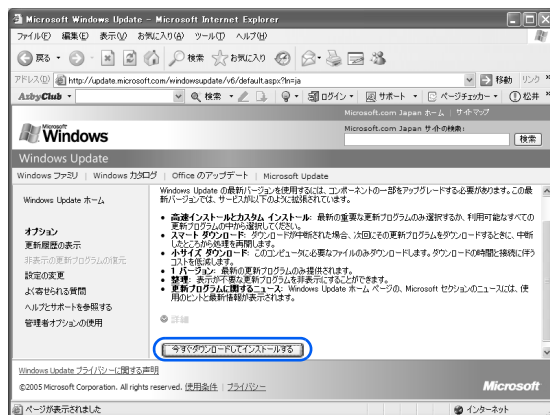 Microsoft Windows Update - Microsoft Internet Explorer
ファイル(F) 編集(E) 表示(V) お気に入り(A) ツール(T) ヘルプ(H)
戻る 検索 お気に入り
アドレス(D) http://update.microsoft.com/windowsupdate/v6/default.aspx?ln=ja 移動 リンク »
AzbyClub 検索 ログイン サポート ページチェッカー 松井 »
Microsoft.com Japan ホーム | サイトマップ
Microsoft Windows
Microsoft.com Japan サイトの検索:
検索
Windows Update
Windows ファミリ | Windows カタログ | Office のアップデート | Microsoft Update
Windows Update ホーム
オプション
更新履歴の表示
非表示の更新プログラムの復元
設定の変更
よく寄せられる質問
ヘルプとサポートを参照する
管理者オプションの使用
Windows Update の最新バージョンを使用するには、コンポーネントの一部をアップグレードする必要があります。この最
新バージョンでは、サービスが以下のように拡張されています。
• 高速インストールとカスタム インストール: 最新の重要な更新プログラムのみ選択するか、利用可能なすべての
更新プログラムの中から選択してください。
• スマート ダウンロード: ダウンロードが中断された場合、次回にその更新プログラムをダウンロードするときに、中断
したところから処理を再開します。
• 小サイズ ダウンロード: このコンピュータに必要なファイルのみダウンロードします。ダウンロードの時間と接続に伴う
コストを低減します。
• 1 バージョン: 最新の更新プログラムのみ提供されます。
• 整理: 表示が不要な更新プログラムを非表示にすることができます。
• 更新プログラムに関するニュース: Windows Update ホーム ページの、Microsoft セクションのニュースには、使
用のヒントと最新情報が表示されます。
詳細
今すぐダウンロードしてインストールする
Windows Update プライバシーに関する声明
©2005 Microsoft Corporation. All rights reserved. 使用条件 | プライバシー
Microsoft
ページが表示されました インターネット